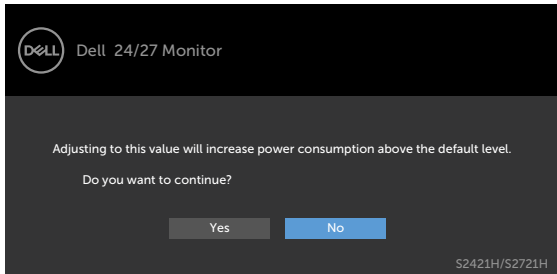 DELL
Dell 24/27 Monitor
Adjusting to this value will increase power consumption above the default level.
Do you want to continue?
Yes No
S2421H/S2721H